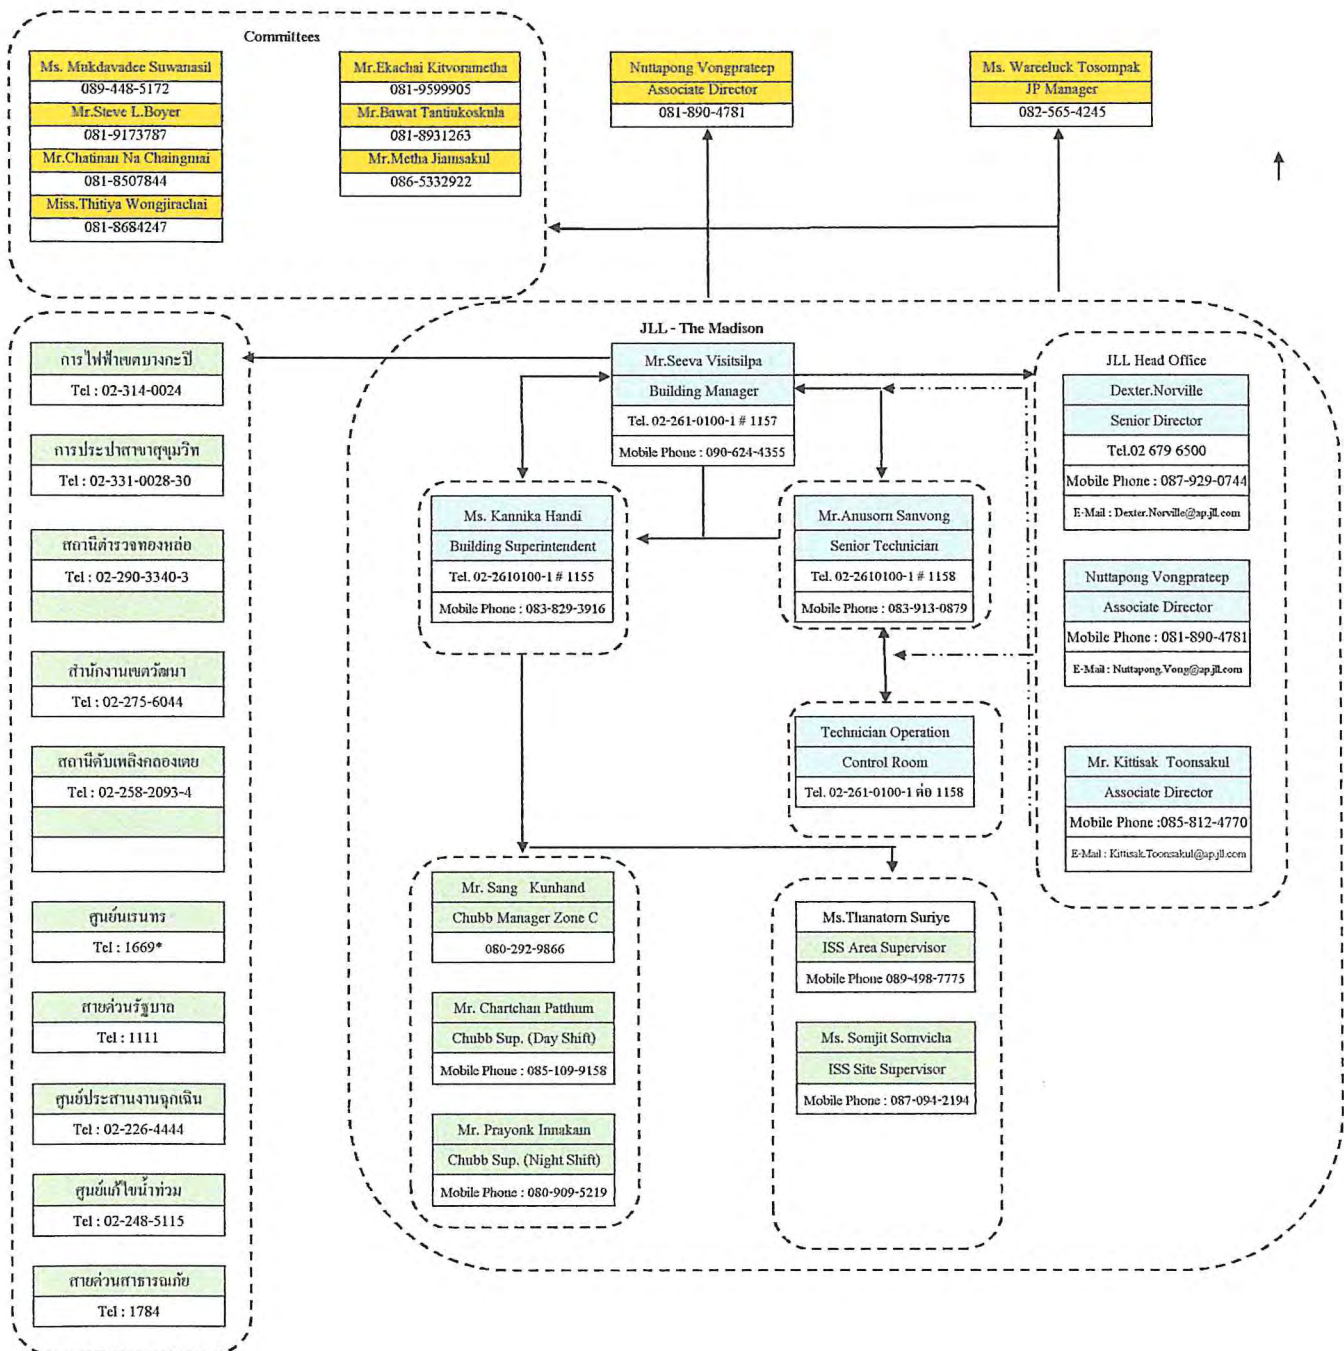 Committees
Ms. Mukdavadee Suwanasil
089-448-5172
Mr.Steve L.Boyer
081-9173787
Mr.Chatinan Na Chaingmai
081-8507844
Miss.Thitiya Wongjirachai
081-8684247
Mr.Ekachai Kitvorametha
081-9599905
Mr.Bawat Tantiukoskula
081-8931263
Mr.Metha Jiamsakul
086-5332922
Nuttapong Vongprateep
Associate Director
081-890-4781
Ms. Wareeluck Tosompak
JP Manager
082-565-4245
การไฟฟ้าเขตบางกะปิ
Tel : 02-314-0024
การประปาสาขาสุขุมวิท
Tel : 02-331-0028-30
สถานีตำรวจทองหล่อ
Tel : 02-290-3340-3
สำนักงานเขตวัฒนา
Tel : 02-275-6044
สถานีดับเพลิงคลองเตย
Tel : 02-258-2093-4
ศูนย์นเรนทร
Tel : 1669*
สายด่วนรัฐบาล
Tel : 1111
ศูนย์ประสานงานฉุกเฉิน
Tel : 02-226-4444
ศูนย์แก้ไขน้ำท่วม
Tel : 02-248-5115
สายด่วนสาธารณภัย
Tel : 1784
JLL - The Madison
Mr.Seeva Visitsilpa
Building Manager
Tel. 02-261-0100-1 # 1157
Mobile Phone : 090-624-4355
Ms. Kannika Handi
Building Superintendent
Tel. 02-2610100-1 # 1155
Mobile Phone : 083-829-3916
Mr.Anusorn Sanvong
Senior Technician
Tel. 02-2610100-1 # 1158
Mobile Phone : 083-913-0879
Technician Operation
Control Room
Tel. 02-261-0100-1 ต่อ 1158
Mr. Sang Kunhand
Chubb Manager Zone C
080-292-9866
Mr. Chartchan Patthum
Chubb Sup. (Day Shift)
Mobile Phone : 085-109-9158
Mr. Prayonk Innakam
Chubb Sup. (Night Shift)
Mobile Phone : 080-909-5219
Ms.Thanatorn Suriye
ISS Area Supervisor
Mobile Phone 089-498-7775
Ms. Somjit Sornvicha
ISS Site Supervisor
Mobile Phone : 087-094-2194
JLL Head Office
Dexter.Norville
Senior Director
Tel.02 679 6500
Mobile Phone : 087-929-0744
E-Mail : Dexter.Norville@ap.jll.com
Nuttapong Vongprateep
Associate Director
Mobile Phone : 081-890-4781
E-Mail : Nuttapong.Vong@ap.jll.com
Mr. Kittisak Toonsakul
Associate Director
Mobile Phone :085-812-4770
E-Mail : Kittisak.Toonsakul@ap.jll.com